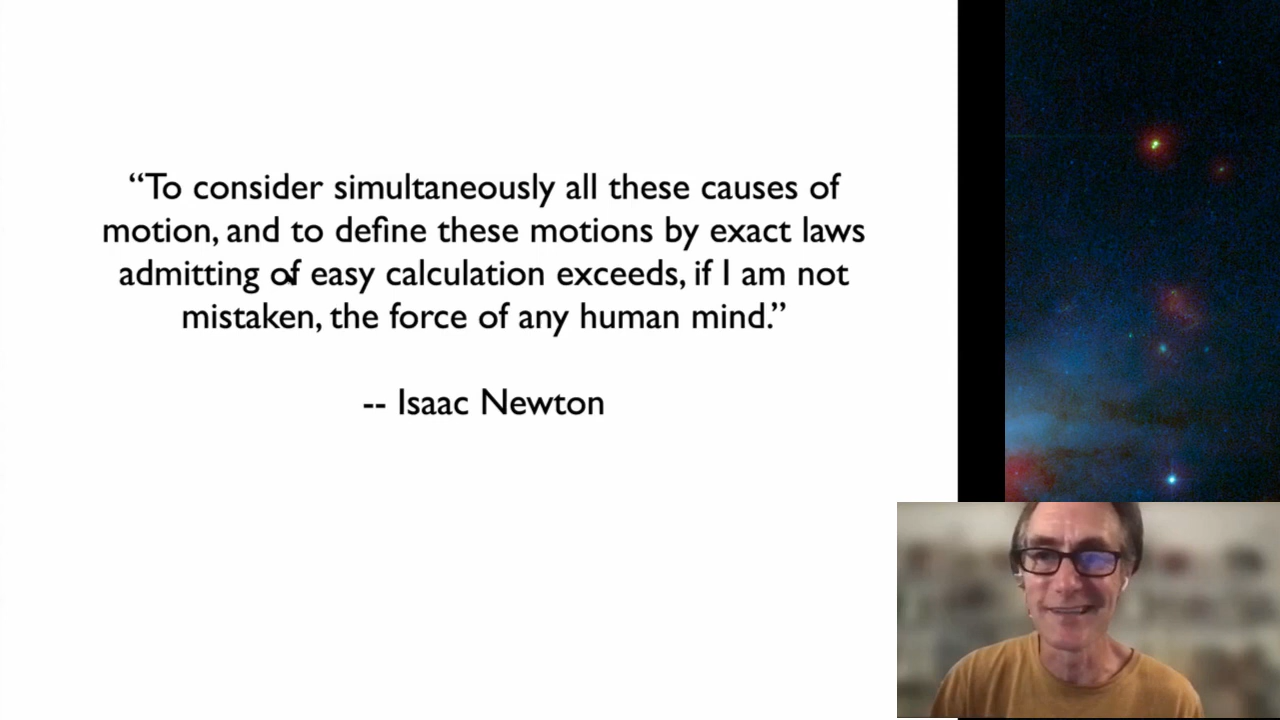 “To consider simultaneously all these causes of
motion, and to define these motions by exact laws
admitting of easy calculation exceeds, if I am not
mistaken, the force of any human mind.”
-- Isaac Newton